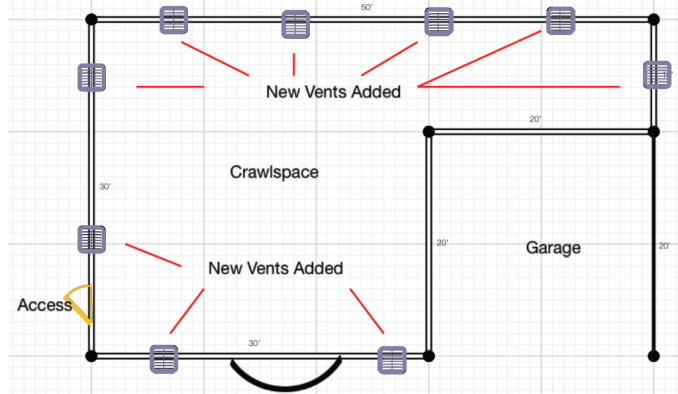 50'
New Vents Added
20'
Crawlspace
30'
20'
Garage
20'
New Vents Added
Access
30'